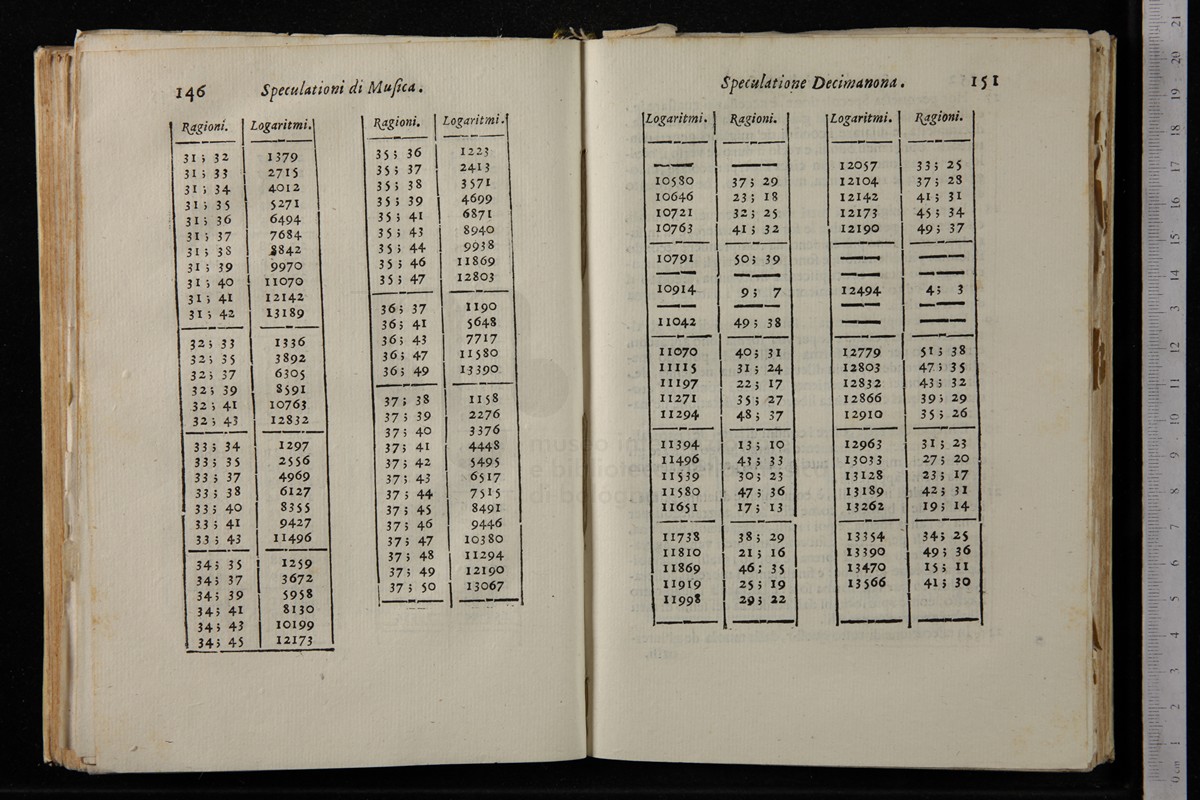 146 Speculationi di Musica.
Ragioni. Logaritmi.
31; 32 1379
31; 33 2715
31; 34 4012
31; 35 5271
31; 36 6494
31; 37 7684
31; 38 8842
31; 39 9970
31; 40 11070
31; 41 12142
31; 42 13189
32; 33 1336
32; 35 3892
32; 37 6305
32; 39 8591
32; 41 10763
32; 43 12832
33; 34 1297
33; 35 2556
33; 37 4969
33; 38 6127
33; 40 8355
33; 41 9427
33; 43 11496
34; 35 1259
34; 37 3672
34; 39 5958
34; 41 8130
34; 43 10199
34; 45 12173
Ragioni. Logaritmi.
35; 36 1223
35; 37 2413
35; 38 3571
35; 39 4699
35; 41 6871
35; 43 8940
35; 44 9938
35; 46 11869
35; 47 12803
36; 37 1190
36; 41 5648
36; 43 7717
36; 47 11580
36; 49 13390
37; 38 1158
37; 39 2276
37; 40 3376
37; 41 4448
37; 42 5495
37; 43 6517
37; 44 7515
37; 45 8491
37; 46 9446
37; 47 10380
37; 48 11294
37; 49 12190
37; 50 13067
Speculatione Decimanona. 151
Logaritmi. Ragioni.
10580 37; 29
10646 23; 18
10721 32; 25
10763 41; 32
10791 50; 39
10914 9; 7
11042 49; 38
11070 40; 31
11115 31; 24
11197 22; 17
11271 35; 27
11294 48; 37
11394 13; 10
11496 43; 33
11539 30; 23
11580 47; 36
11651 17; 13
11738 38; 29
11810 21; 16
11869 46; 35
11919 25; 19
11998 29; 22
Logaritmi. Ragioni.
12057 33; 25
12104 37; 28
12142 41; 31
12173 45; 34
12190 49; 37
12494 4; 3
12779 51; 38
12803 47; 35
12832 43; 32
12866 39; 29
12910 35; 26
12963 31; 23
13033 27; 20
13128 23; 17
13189 42; 31
13262 19; 14
13354 34; 25
13390 49; 36
13470 15; 11
13566 41; 30